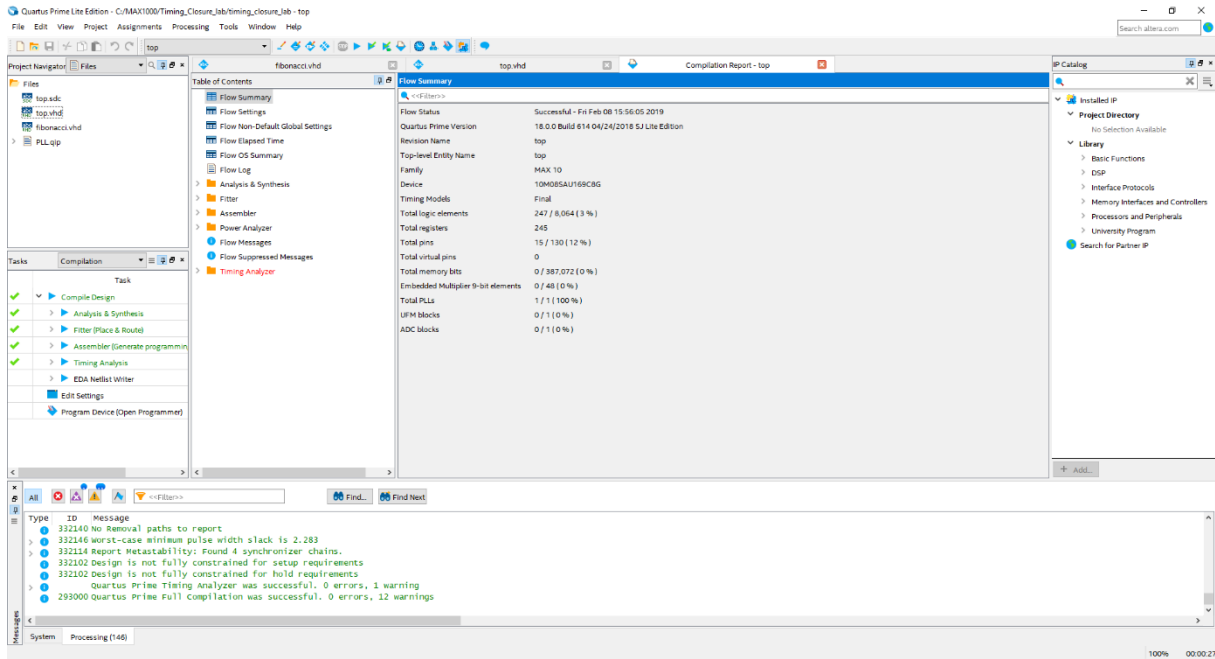 Quartus Prime Lite Edition - C:/MAX1000/Timing_Closure_lab/timing_closure_lab - top
File Edit View Project Assignments Processing Tools Window Help
Search altera.com
top
Project Navigator Files
Files
top.sdc
top.vhd
fibonacci.vhd
PLL.qip
Tasks Compilation
Task
Compile Design
Analysis & Synthesis
Fitter (Place & Route)
Assembler (Generate programmin
Timing Analysis
EDA Netlist Writer
Edit Settings
Program Device (Open Programmer)
fibonacci.vhd
top.vhd
Compilation Report - top
Table of Contents
Flow Summary
Flow Settings
Flow Non-Default Global Settings
Flow Elapsed Time
Flow OS Summary
Flow Log
Analysis & Synthesis
Fitter
Assembler
Power Analyzer
Flow Messages
Flow Suppressed Messages
Timing Analyzer
Flow Summary
<<Filter>>
Flow Status Successful - Fri Feb 08 15:56:05 2019
Quartus Prime Version 18.0.0 Build 614 04/24/2018 SJ Lite Edition
Revision Name top
Top-level Entity Name top
Family MAX 10
Device 10M08SAU169C8G
Timing Models Final
Total logic elements 247 / 8,064 ( 3 % )
Total registers 245
Total pins 15 / 130 ( 12 % )
Total virtual pins 0
Total memory bits 0 / 387,072 ( 0 % )
Embedded Multiplier 9-bit elements 0 / 48 ( 0 % )
Total PLLs 1 / 1 ( 100 % )
UFM blocks 0 / 1 ( 0 % )
ADC blocks 0 / 1 ( 0 % )
IP Catalog
Installed IP
Project Directory
No Selection Available
Library
Basic Functions
DSP
Interface Protocols
Memory Interfaces and Controllers
Processors and Peripherals
University Program
Search for Partner IP
+ Add...
All <<Filter>> Find... Find Next
Type ID Message
332140 No Removal paths to report
332146 Worst-case minimum pulse width slack is 2.283
332114 Report Metastability: Found 4 synchronizer chains.
332102 Design is not fully constrained for setup requirements
332102 Design is not fully constrained for hold requirements
Quartus Prime Timing Analyzer was successful. 0 errors, 1 warning
293000 Quartus Prime Full Compilation was successful. 0 errors, 12 warnings
Messages
System Processing (146)
100% 00:00:27